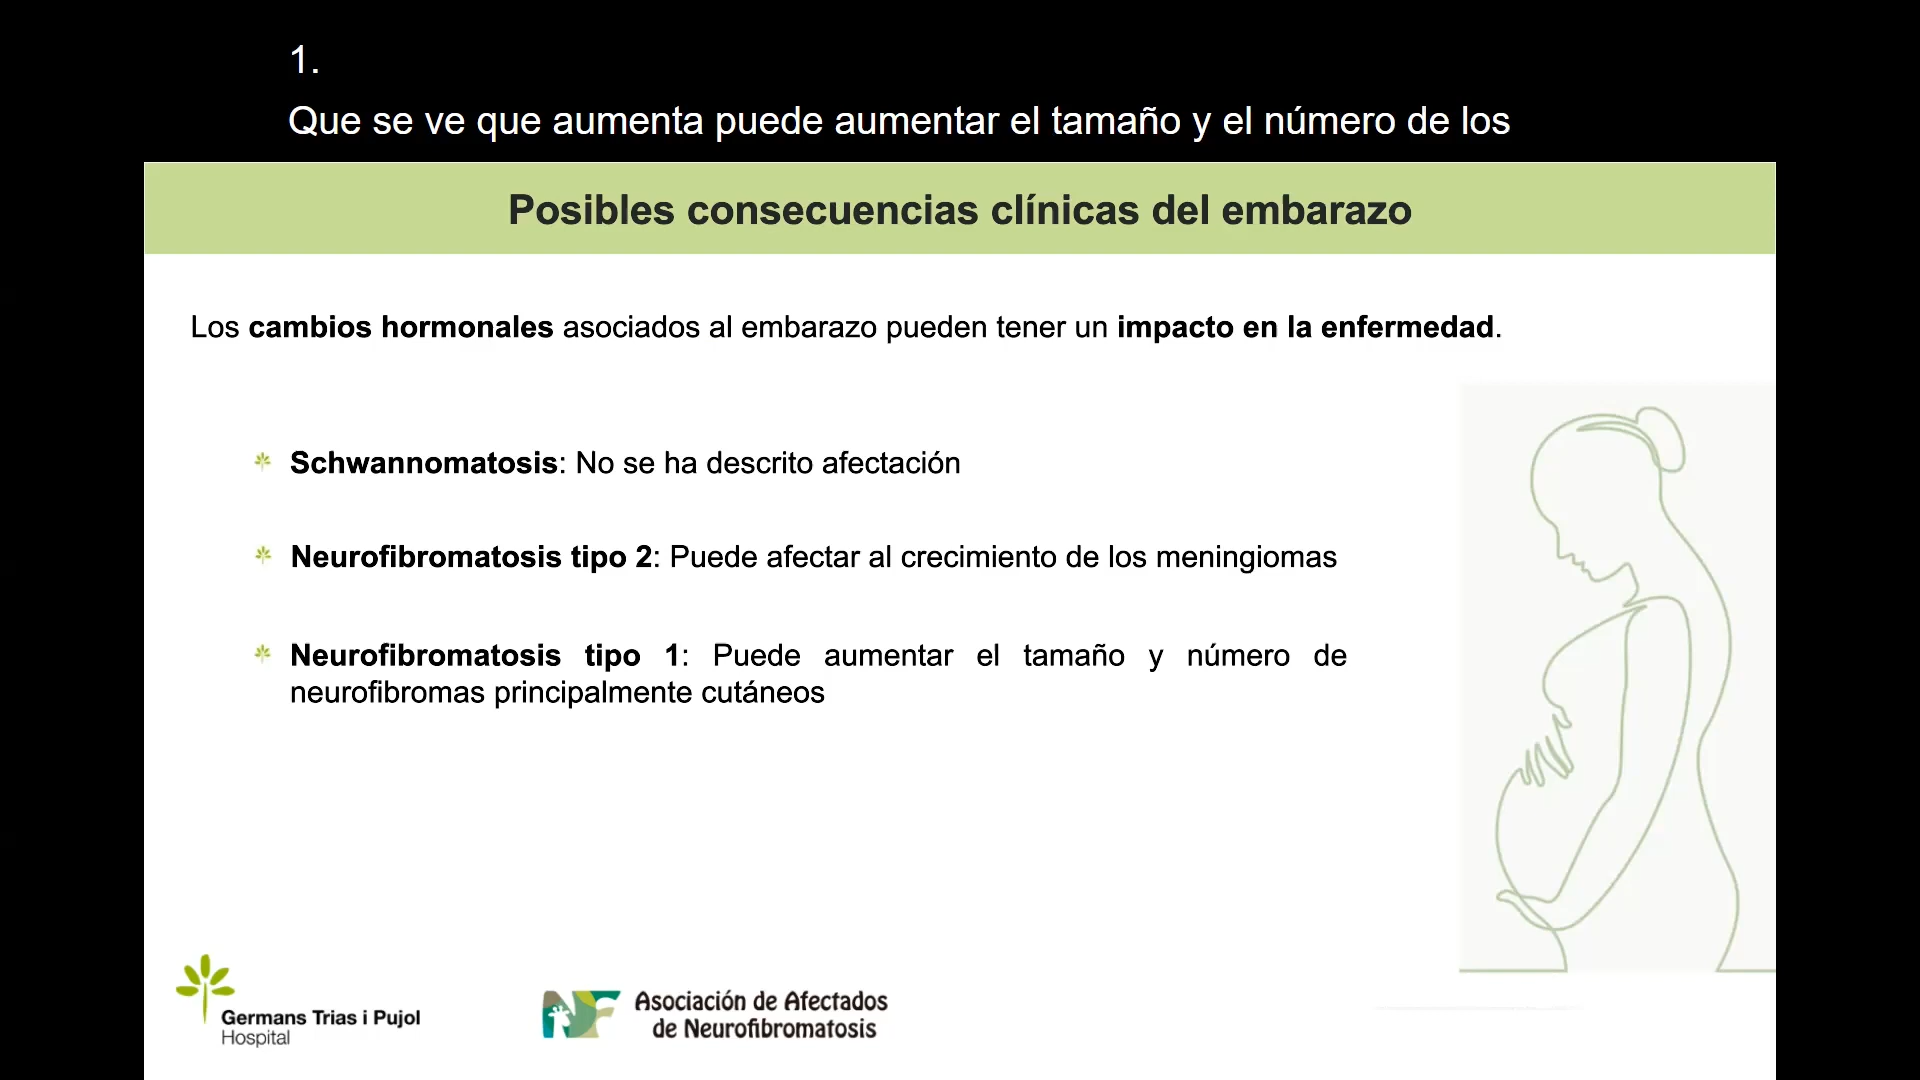 1.
Que se ve que aumenta puede aumentar el tamaño y el número de los
Posibles consecuencias clínicas del embarazo
Los cambios hormonales asociados al embarazo pueden tener un impacto en la enfermedad.
Schwannomatosis: No se ha descrito afectación
Neurofibromatosis tipo 2: Puede afectar al crecimiento de los meningiomas
Neurofibromatosis tipo 1: Puede aumentar el tamaño y número de
neurofibromas principalmente cutáneos
Germans Trias i Pujol
Hospital
NF
Asociación de Afectados
de Neurofibromatosis